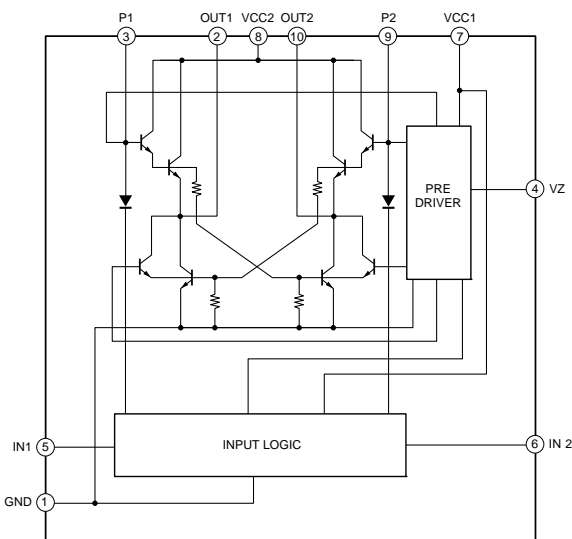 P1 OUT1 VCC2 OUT2 P2 VCC1
3 2 8 10 9 7
PRE
DRIVER
4 VZ
INPUT LOGIC
IN1 5
6 IN 2
GND 1